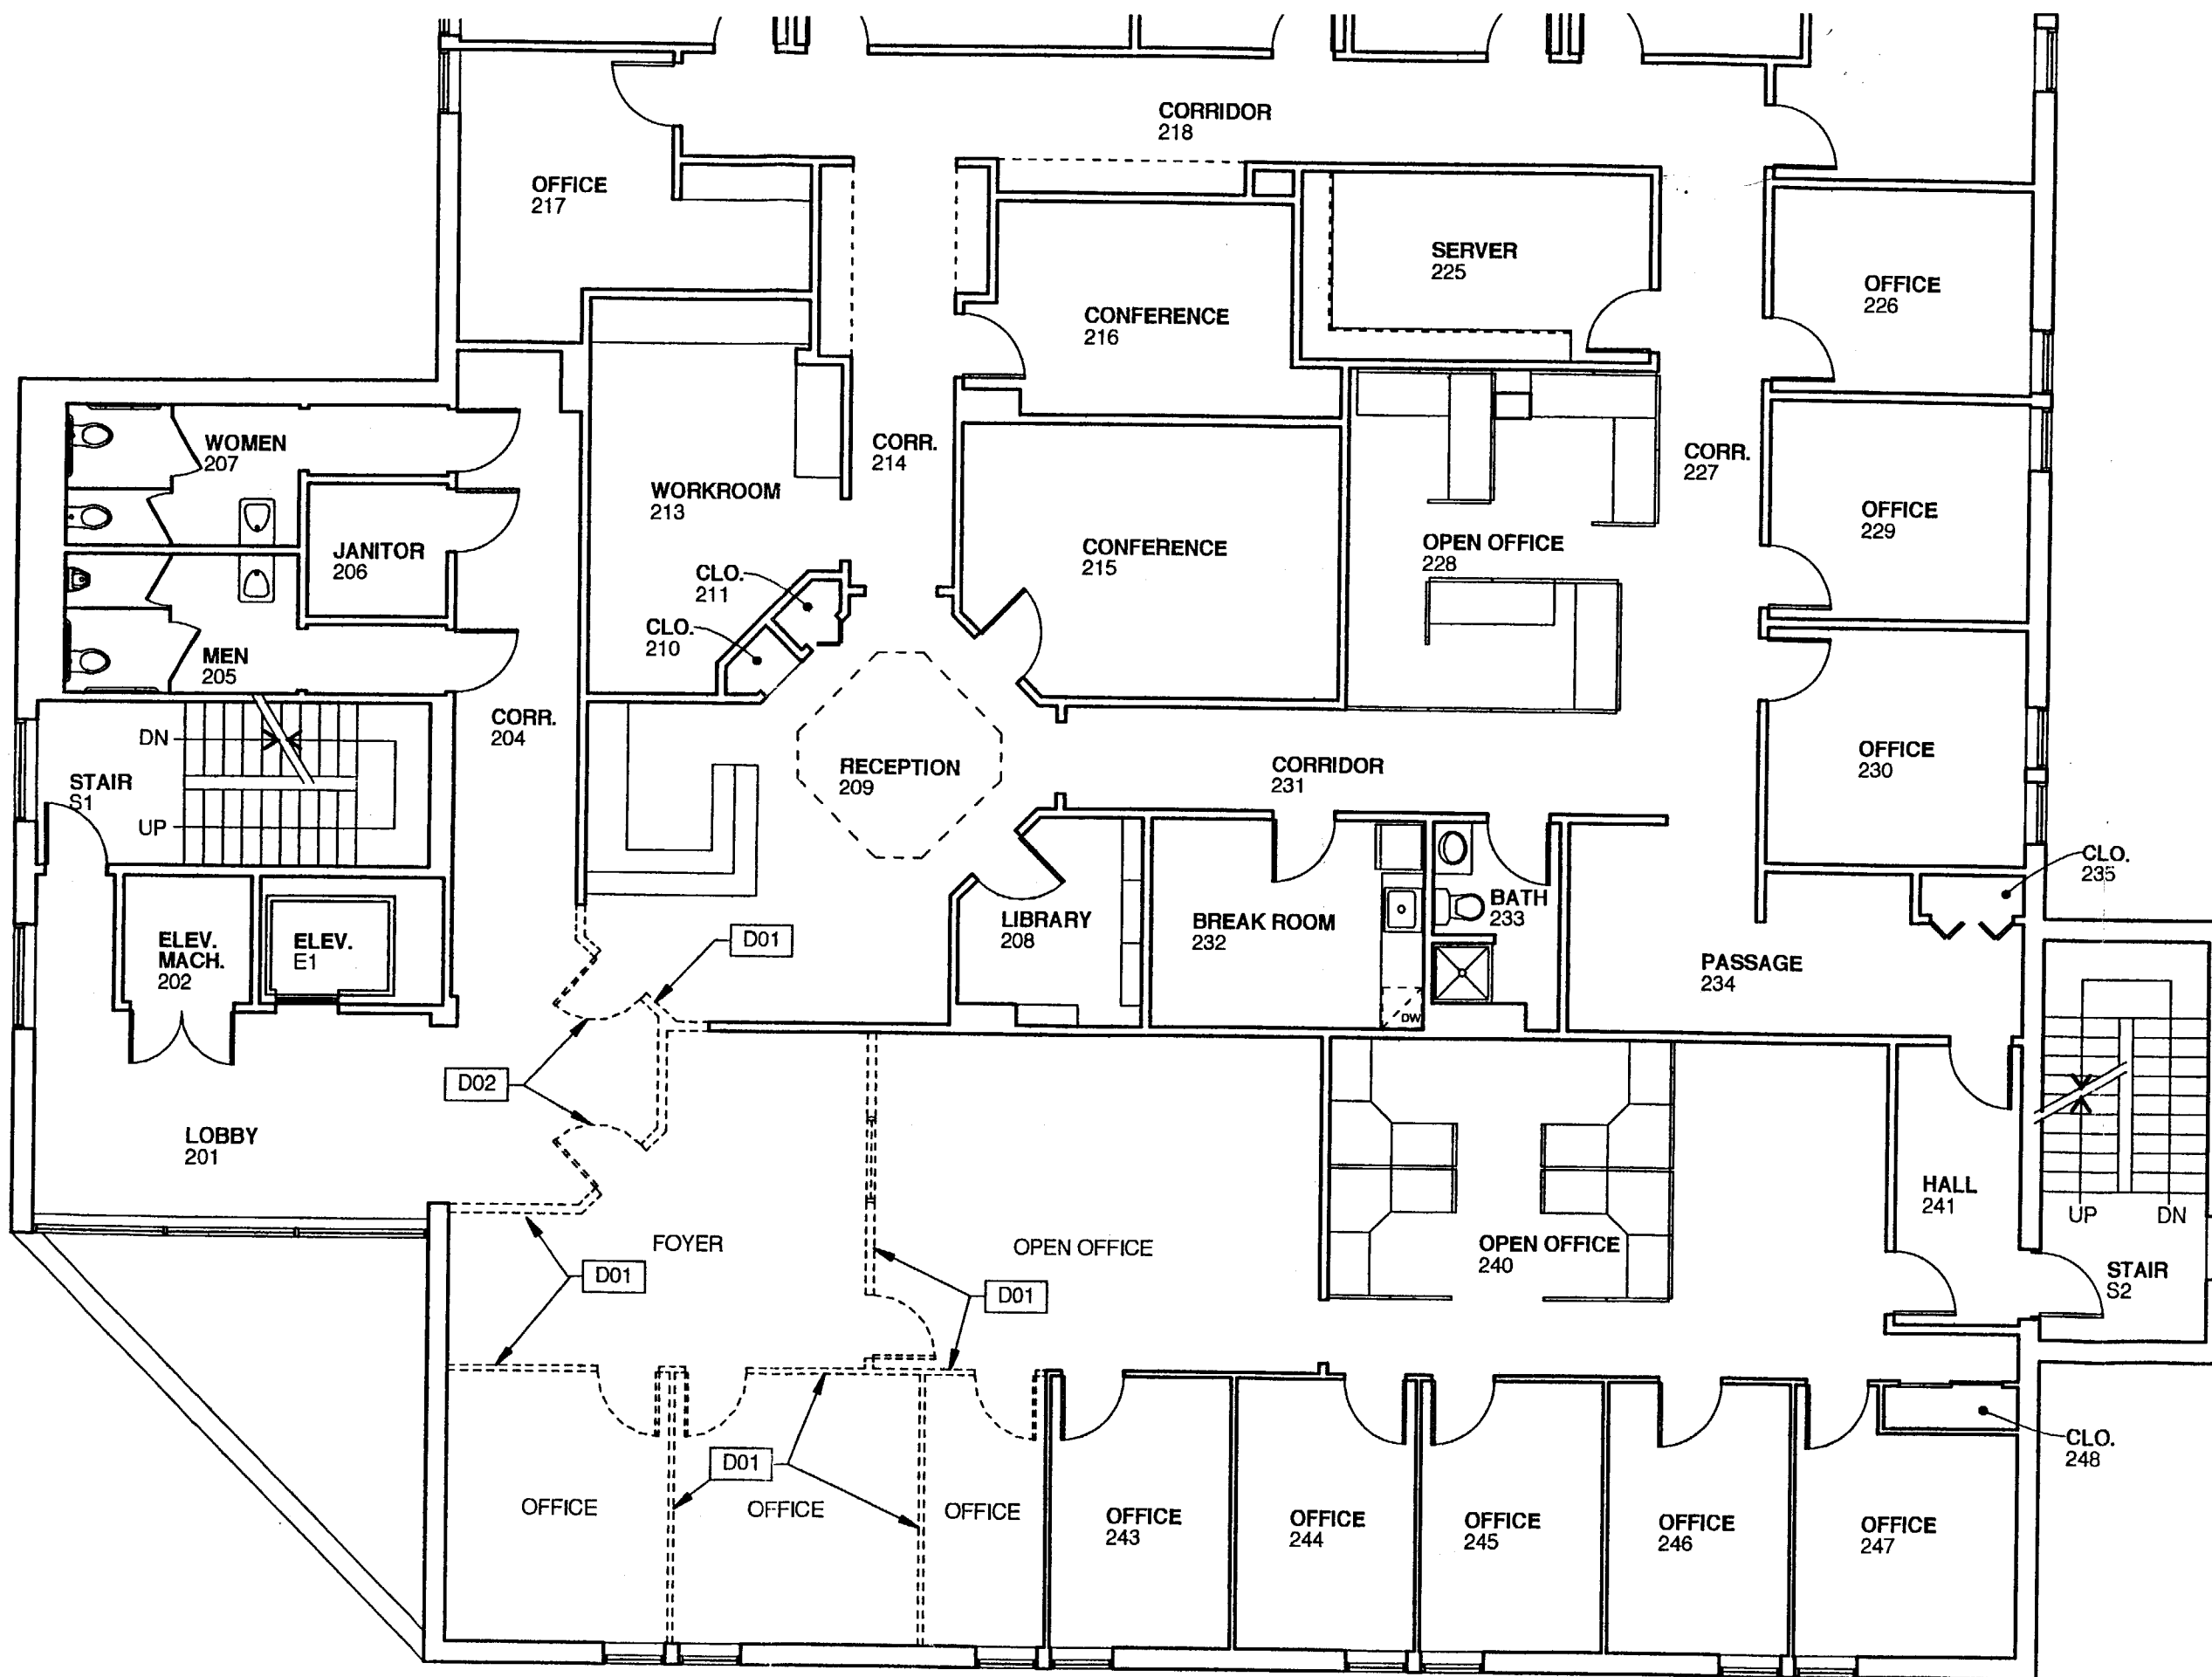 CORRIDOR
218
OFFICE
217
SERVER
225
OFFICE
226
CONFERENCE
216
WOMEN
207
CORR.
214
CORR.
227
WORKROOM
213
OFFICE
229
JANITOR
206
CONFERENCE
215
OPEN OFFICE
228
CLO.
211
CLO.
210
MEN
205
CORR.
204
DN
STAIR
S1
UP
RECEPTION
209
CORRIDOR
231
OFFICE
230
CLO.
235
LIBRARY
208
BREAK ROOM
232
BATH
233
D01
ELEV.
MACH.
202
ELEV.
E1
PASSAGE
234
DW
D02
LOBBY
201
HALL
241
UP
DN
FOYER
OPEN OFFICE
OPEN OFFICE
240
D01
D01
STAIR
S2
D01
CLO.
248
OFFICE
OFFICE
OFFICE
OFFICE
243
OFFICE
244
OFFICE
245
OFFICE
246
OFFICE
247